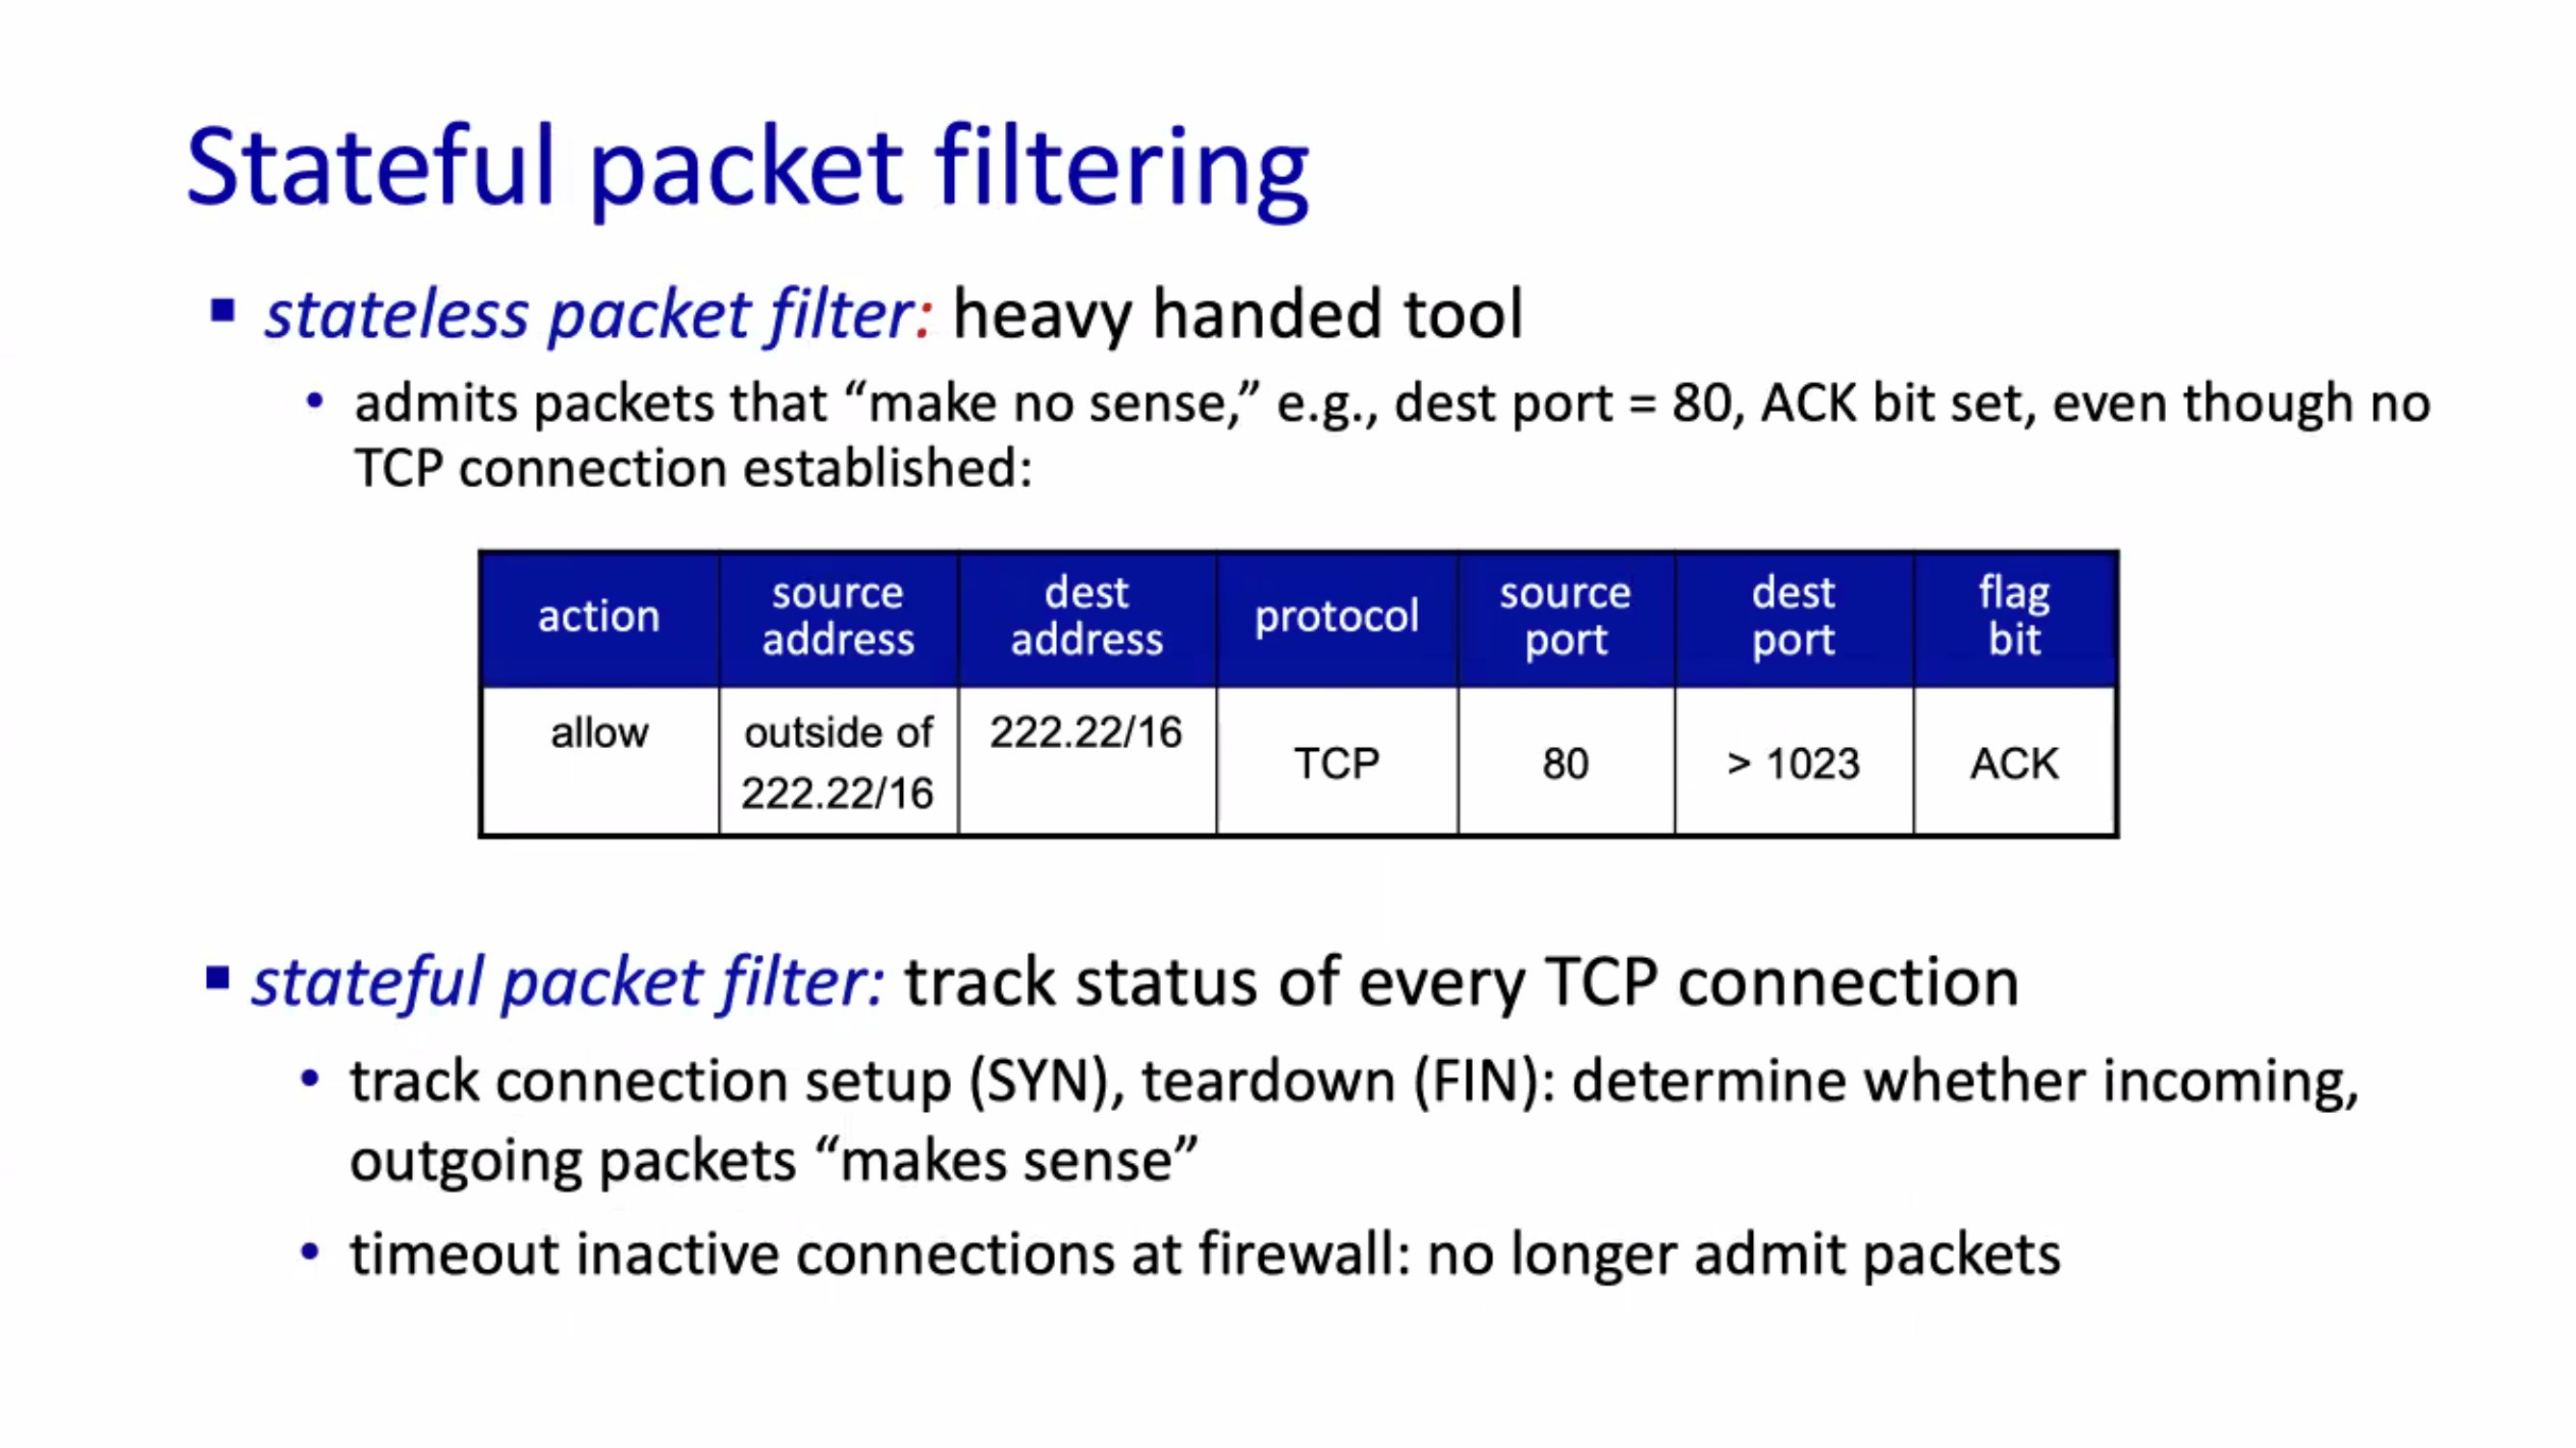 Stateful packet filtering
▪ stateless packet filter: heavy handed tool
• admits packets that “make no sense,” e.g., dest port = 80, ACK bit set, even though no
TCP connection established:
action source address dest address protocol source port dest port flag bit
allow outside of 222.22/16 222.22/16 TCP 80 > 1023 ACK
▪ stateful packet filter: track status of every TCP connection
• track connection setup (SYN), teardown (FIN): determine whether incoming,
outgoing packets “makes sense”
• timeout inactive connections at firewall: no longer admit packets